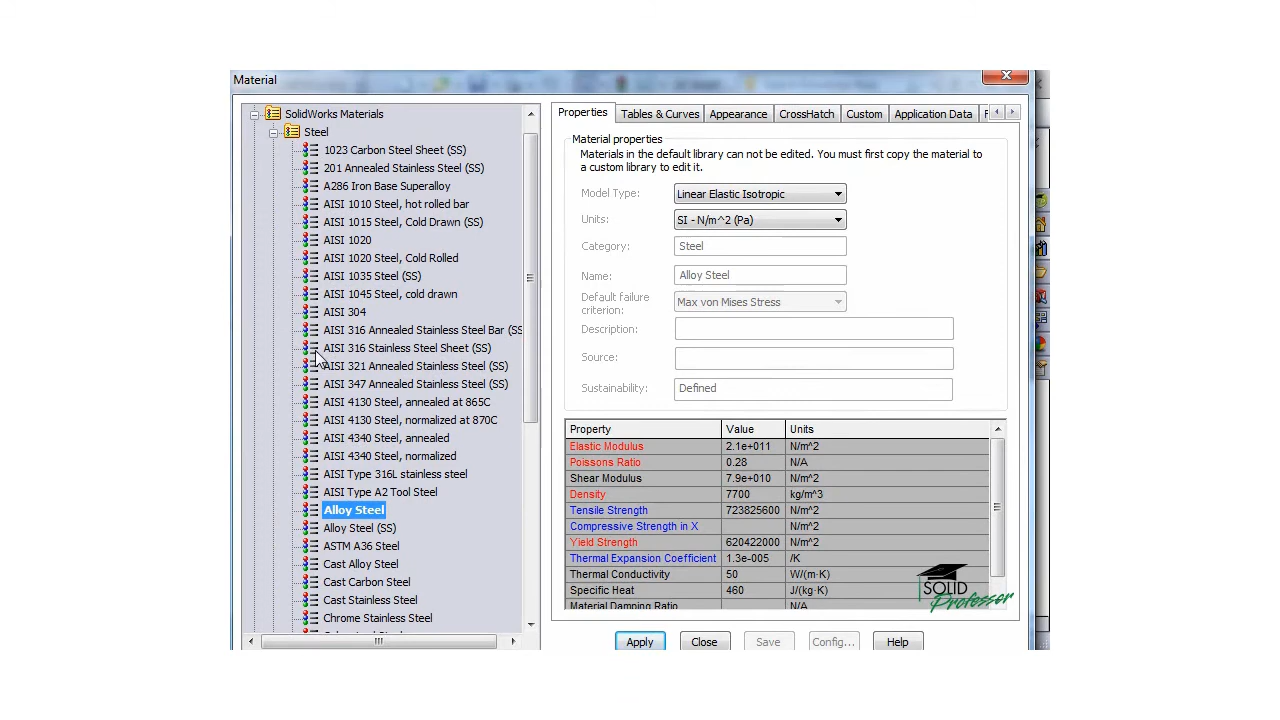 Material
SolidWorks Materials
Steel
1023 Carbon Steel Sheet (SS)
201 Annealed Stainless Steel (SS)
A286 Iron Base Superalloy
AISI 1010 Steel, hot rolled bar
AISI 1015 Steel, Cold Drawn (SS)
AISI 1020
AISI 1020 Steel, Cold Rolled
AISI 1035 Steel (SS)
AISI 1045 Steel, cold drawn
AISI 304
AISI 316 Annealed Stainless Steel Bar (SS
AISI 316 Stainless Steel Sheet (SS)
AISI 321 Annealed Stainless Steel (SS)
AISI 347 Annealed Stainless Steel (SS)
AISI 4130 Steel, annealed at 865C
AISI 4130 Steel, normalized at 870C
AISI 4340 Steel, annealed
AISI 4340 Steel, normalized
AISI Type 316L stainless steel
AISI Type A2 Tool Steel
Alloy Steel
Alloy Steel (SS)
ASTM A36 Steel
Cast Alloy Steel
Cast Carbon Steel
Cast Stainless Steel
Chrome Stainless Steel
Properties Tables & Curves Appearance CrossHatch Custom Application Data F
Material properties
Materials in the default library can not be edited. You must first copy the material to
a custom library to edit it.
Model Type: Linear Elastic Isotropic
Units: SI - N/m^2 (Pa)
Category: Steel
Name: Alloy Steel
Default failure
criterion: Max von Mises Stress
Description:
Source:
Sustainability: Defined
Property Value Units
Elastic Modulus 2.1e+011 N/m^2
Poissons Ratio 0.28 N/A
Shear Modulus 7.9e+010 N/m^2
Density 7700 kg/m^3
Tensile Strength 723825600 N/m^2
Compressive Strength in X N/m^2
Yield Strength 620422000 N/m^2
Thermal Expansion Coefficient 1.3e-005 /K
Thermal Conductivity 50 W/(m·K)
Specific Heat 460 J/(kg·K)
Material Damping Ratio N/A
SOLID
Professor
Apply Close Save Config... Help